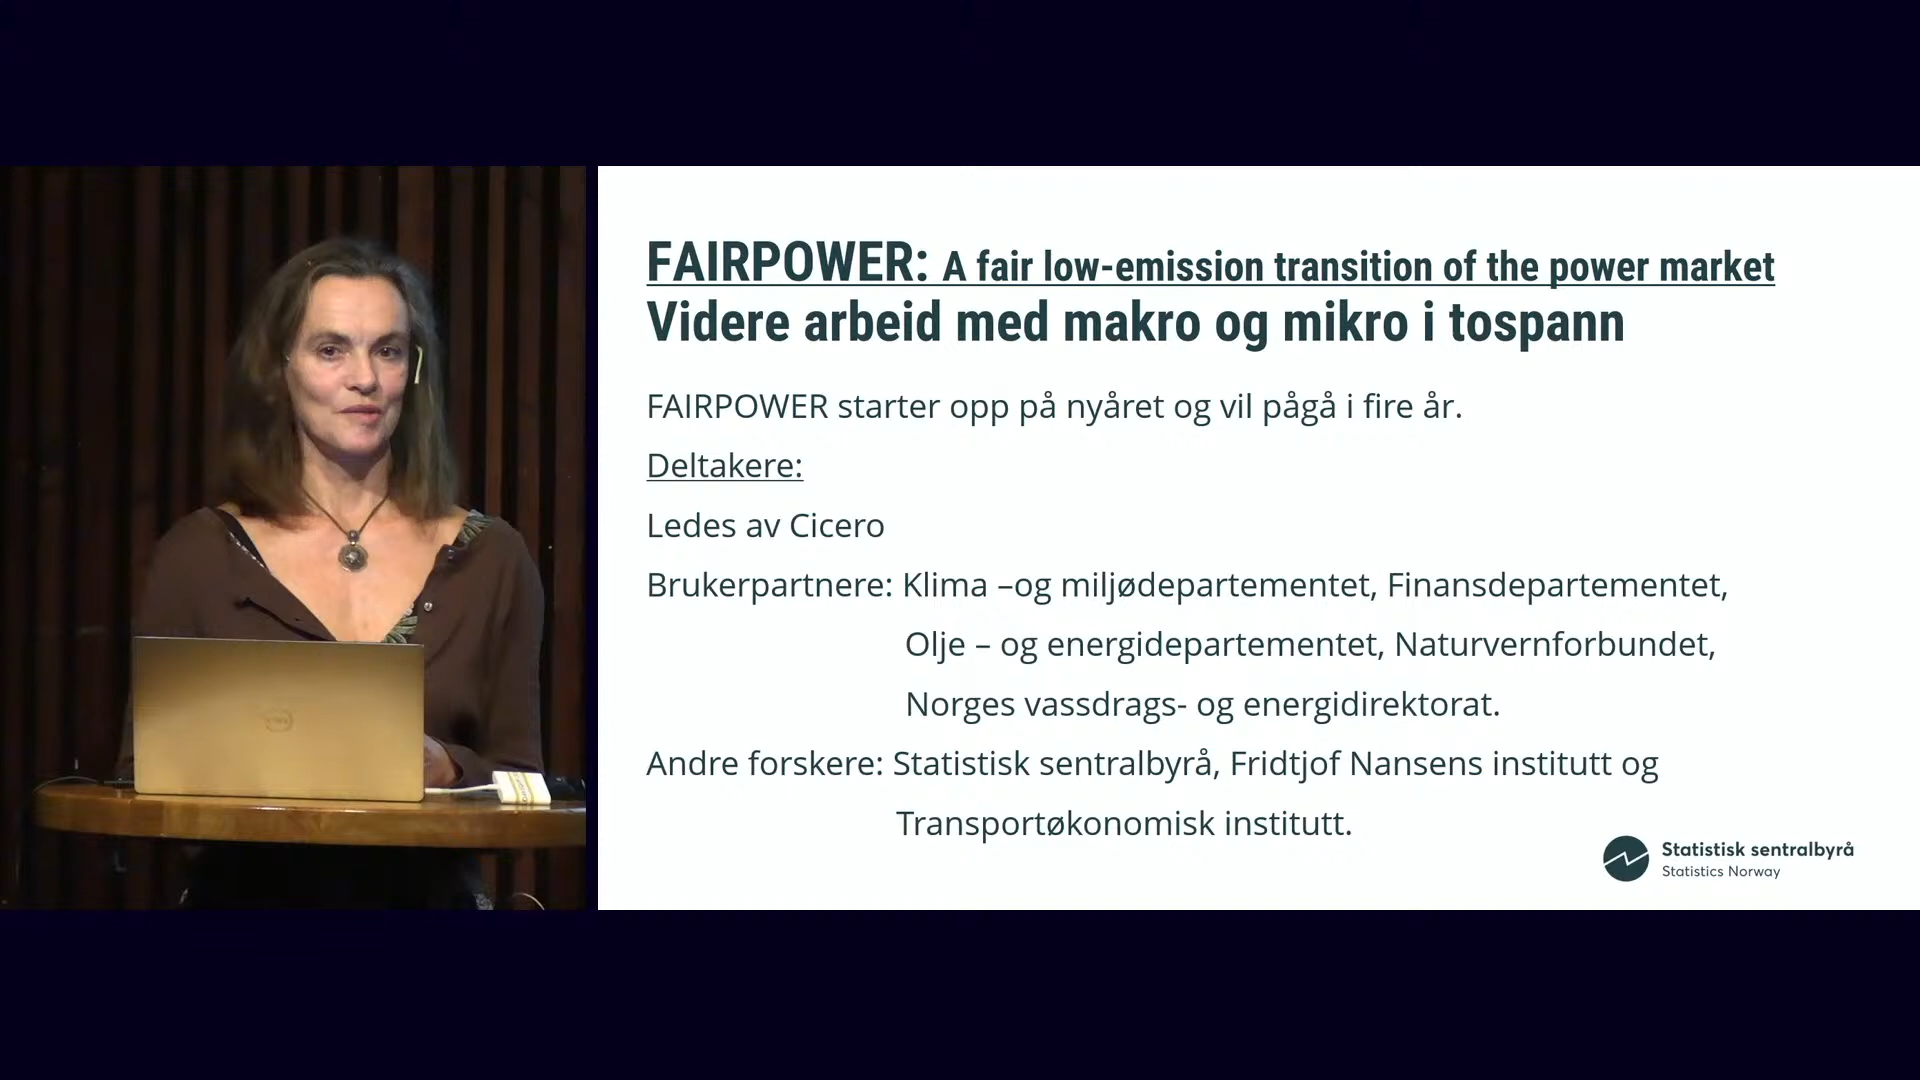 FAIRPOWER: A fair low-emission transition of the power market
Videre arbeid med makro og mikro i tospann
FAIRPOWER starter opp på nyåret og vil pågå i fire år.
Deltakere:
Ledes av Cicero
Brukerpartnere: Klima –og miljødepartementet, Finansdepartementet,
Olje – og energidepartementet, Naturvernforbundet,
Norges vassdrags- og energidirektorat.
Andre forskere: Statistisk sentralbyrå, Fridtjof Nansens institutt og
Transportøkonomisk institutt.
Statistisk sentralbyrå
Statistics Norway